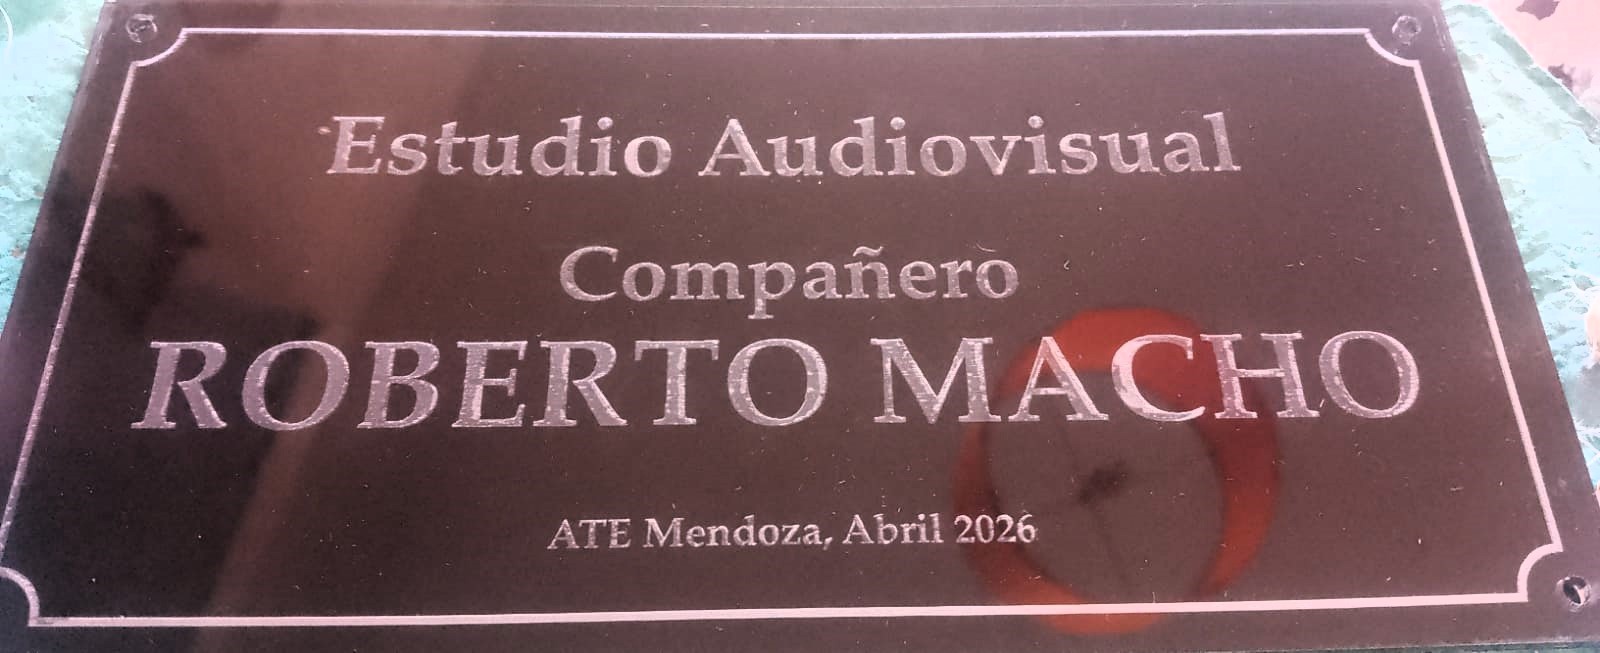 Estudio Audiovisual
Compañero
ROBERTO MACHO
ATE Mendoza, Abril 2026